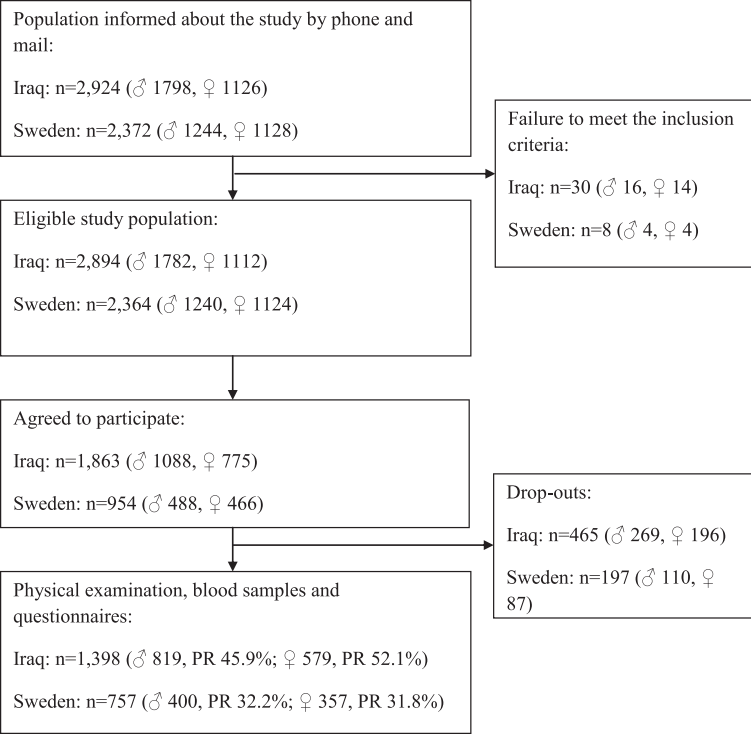 Population informed about the study by phone and
mail:
Iraq: n=2,924 (♂ 1798, ♀ 1126)
Sweden: n=2,372 (♂ 1244, ♀ 1128)
Failure to meet the inclusion
criteria:
Iraq: n=30 (♂ 16, ♀ 14)
Sweden: n=8 (♂ 4, ♀ 4)
Eligible study population:
Iraq: n=2,894 (♂ 1782, ♀ 1112)
Sweden: n=2,364 (♂ 1240, ♀ 1124)
Agreed to participate:
Iraq: n=1,863 (♂ 1088, ♀ 775)
Sweden: n=954 (♂ 488, ♀ 466)
Drop-outs:
Iraq: n=465 (♂ 269, ♀ 196)
Sweden: n=197 (♂ 110, ♀
87)
Physical examination, blood samples and
questionnaires:
Iraq: n=1,398 (♂ 819, PR 45.9%; ♀ 579, PR 52.1%)
Sweden: n=757 (♂ 400, PR 32.2%; ♀ 357, PR 31.8%)